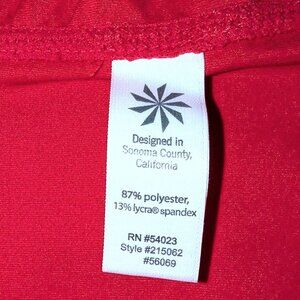 Designed in
Sonoma County,
California
87% polyester,
13% lycra® spandex
RN #54023
Style #215062
#56069